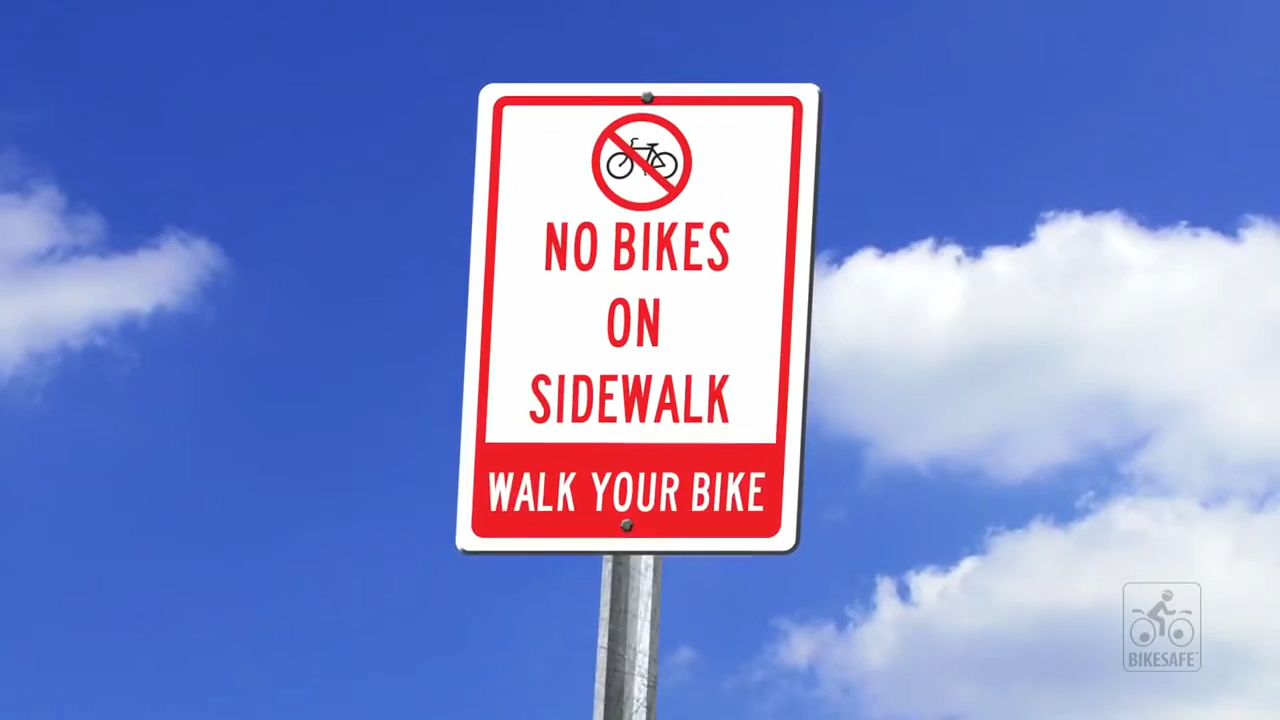 NO BIKES
ON
SIDEWALK
WALK YOUR BIKE
BIKESAFE